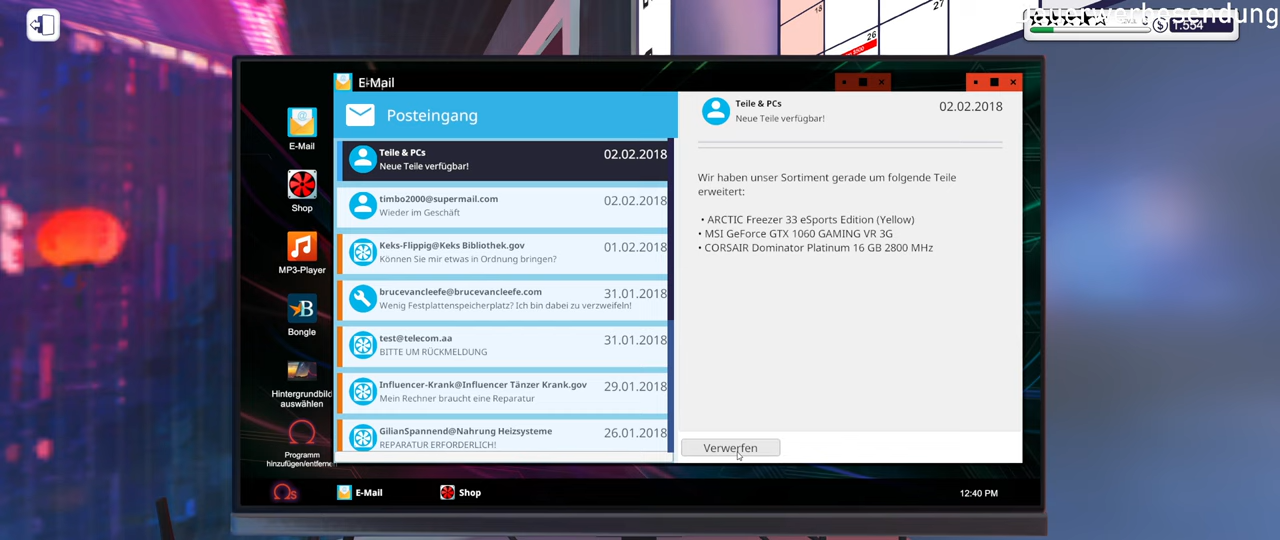 15
27
26
auerwerbesendung
1.554
E-Mail
Posteingang
Teile & PCs
02.02.2018
Neue Teile verfügbar!
timbo2000@supermail.com
02.02.2018
Wieder im Geschäft
Keks-Flippig@Keks Bibliothek.gov
01.02.2018
Können Sie mir etwas in Ordnung bringen?
brucevancleefe@brucevancleefe.com
31.01.2018
Wenig Festplattenspeicherplatz? Ich bin dabei zu verzweifeln!
test@telecom.aa
31.01.2018
BITTE UM RÜCKMELDUNG
Influencer-Krank@Influencer Tänzer Krank.gov
29.01.2018
Mein Rechner braucht eine Reparatur
GilianSpannend@Nahrung Heizsysteme
26.01.2018
REPARATUR ERFORDERLICH!
Teile & PCs
02.02.2018
Neue Teile verfügbar!
Wir haben unser Sortiment gerade um folgende Teile
erweitert:
• ARCTIC Freezer 33 eSports Edition (Yellow)
• MSI GeForce GTX 1060 GAMING VR 3G
• CORSAIR Dominator Platinum 16 GB 2800 MHz
Verwerfen
E-Mail
Shop
MP3-Player
Bongle
Hintergrundbild
auswählen
Programm
hinzufügen/entfernen
E-Mail
Shop
12:40 PM